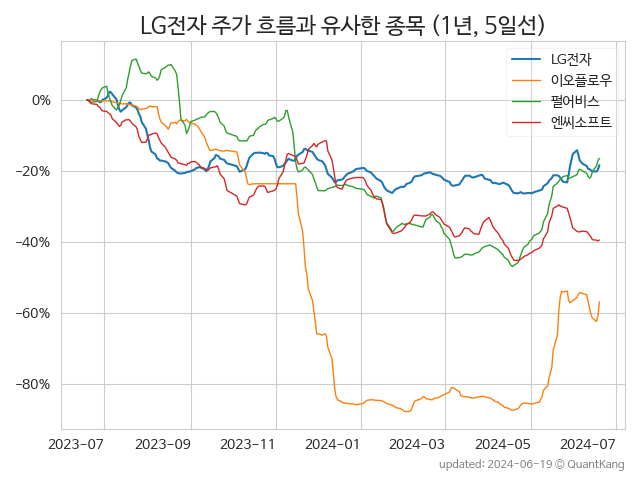 LG전자 주가 흐름과 유사한 종목 (1년, 5일선)
LG전자
이오플로우
펄어비스
엔씨소프트
0%
−20%
−40%
−60%
−80%
2023-07 2023-09 2023-11 2024-01 2024-03 2024-05 2024-07
updated: 2024-06-19 © QuantKang